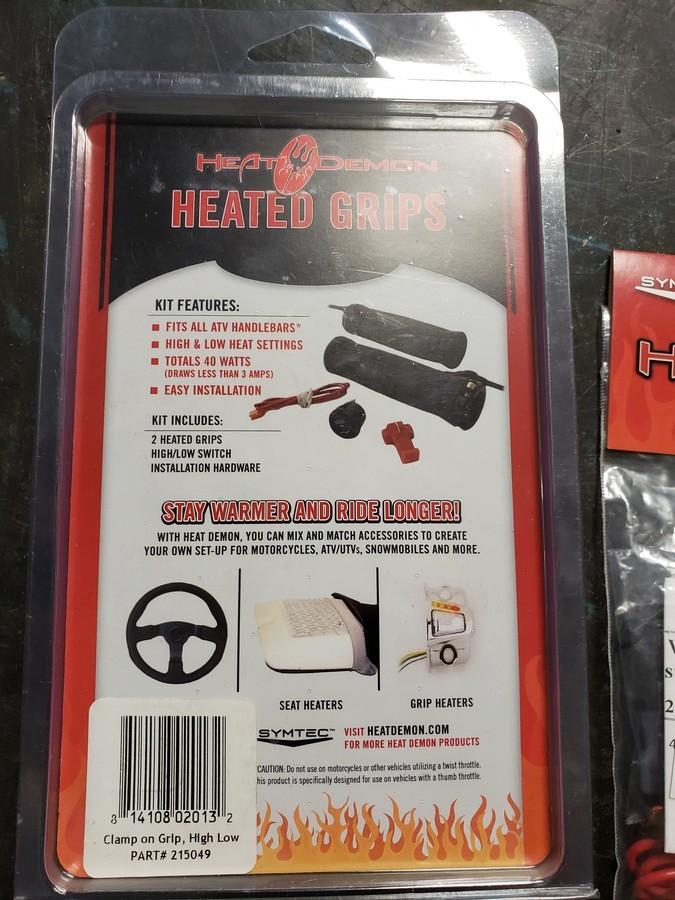 HEAT DEMON
HEATED GRIPS
KIT FEATURES:
FITS ALL ATV HANDLEBARS*
HIGH & LOW HEAT SETTINGS
TOTALS 40 WATTS
(DRAWS LESS THAN 3 AMPS)
EASY INSTALLATION
KIT INCLUDES:
2 HEATED GRIPS
HIGH/LOW SWITCH
INSTALLATION HARDWARE
STAY WARMER AND RIDE LONGER!
WITH HEAT DEMON, YOU CAN MIX AND MATCH ACCESSORIES TO CREATE
YOUR OWN SET-UP FOR MOTORCYCLES, ATV/UTVs, SNOWMOBILES AND MORE.
SEAT HEATERS
GRIP HEATERS
SYMTEC™
VISIT HEATDEMON.COM
FOR MORE HEAT DEMON PRODUCTS
CAUTION: Do not use on motorcycles or other vehicles utilizing a twist throttle.
his product is specifically designed for use on vehicles with a thumb throttle.
8 14108 02013 2
Clamp on Grip, High Low
PART# 215049
SYM
H
2
4